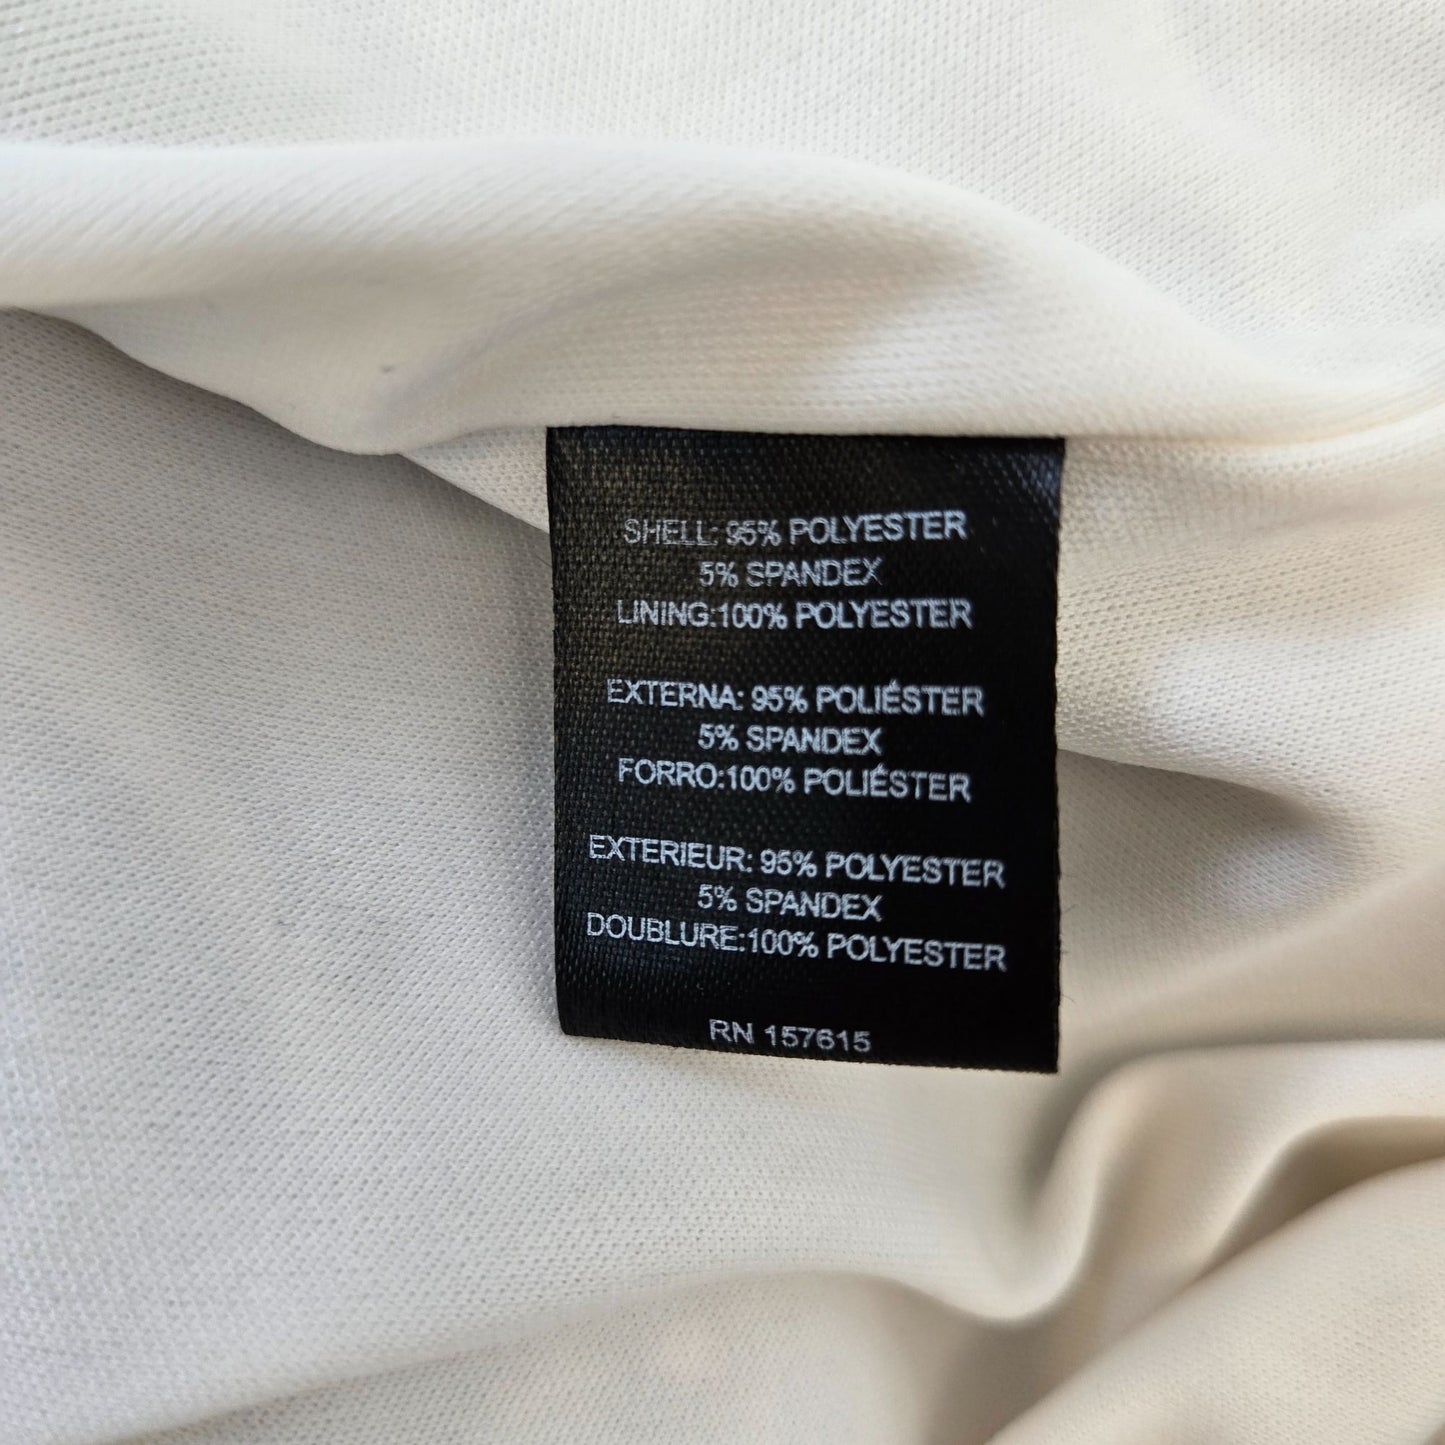 SHELL: 95% POLYESTER
5% SPANDEX
LINING:100% POLYESTER
EXTERNA: 95% POLIÉSTER
5% SPANDEX
FORRO:100% POLIÉSTER
EXTERIEUR: 95% POLYESTER
5% SPANDEX
DOUBLURE:100% POLYESTER
RN 157615